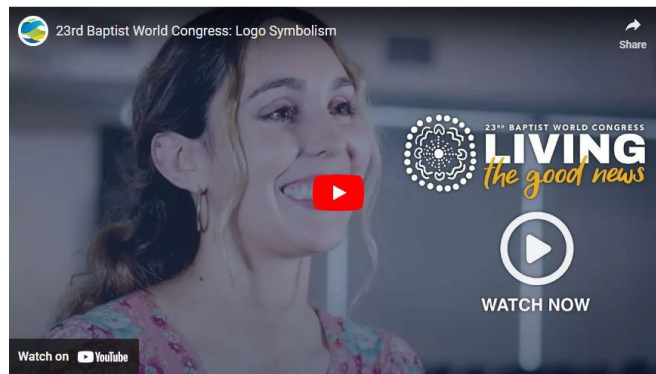 23rd Baptist World Congress: Logo Symbolism
Share
23RD BAPTIST WORLD CONGRESS
LIVING
the good news
WATCH NOW
Watch on YouTube